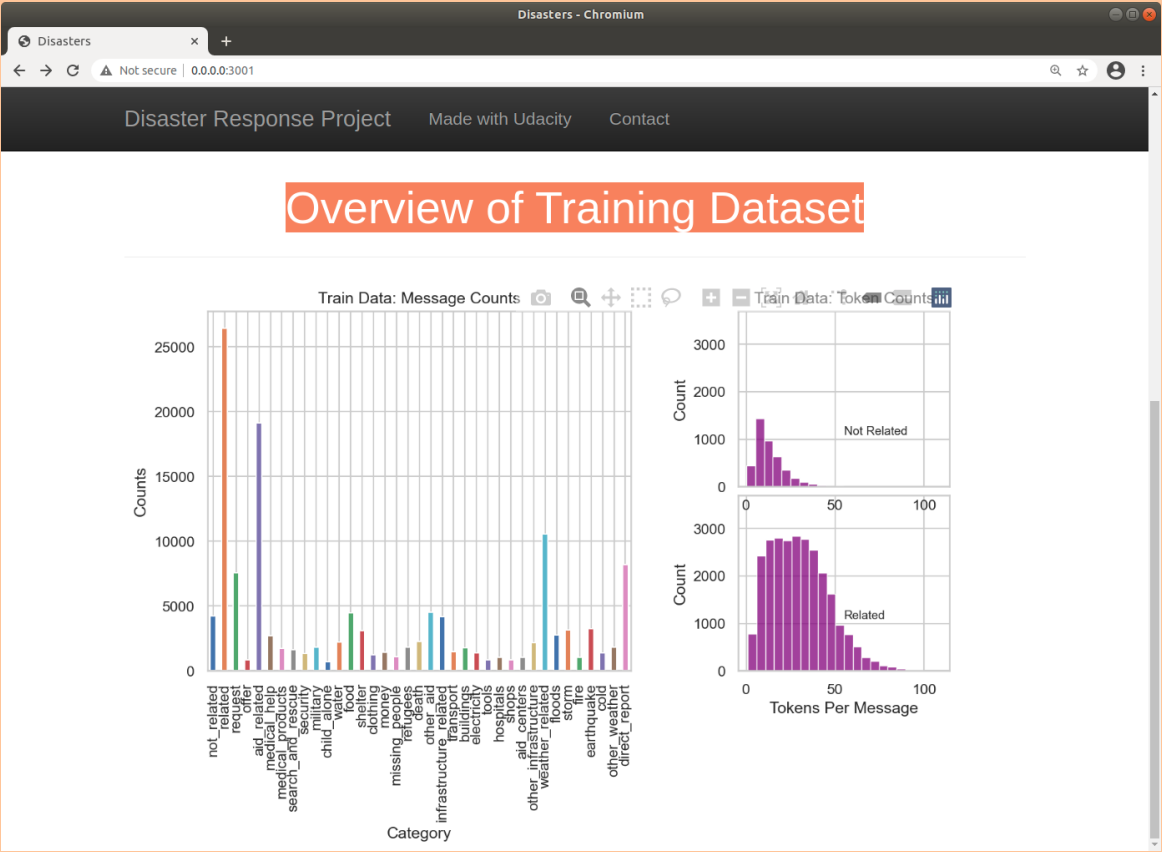 Disasters - Chromium
Disasters
Not secure | 0.0.0.0:3001
Disaster Response Project Made with Udacity Contact
Overview of Training Dataset
Train Data: Message Counts
Train Data: Token Counts
25000
20000
15000
10000
5000
0
Counts
not_related
related
request
offer
aid_related
medical_help
medical_products
search_and_rescue
security
military
child_alone
water
food
shelter
clothing
money
missing_people
refugees
death
other_aid
infrastructure_related
transport
buildings
electricity
tools
hospitals
shops
aid_centers
other_infrastructure
weather_related
floods
storm
fire
earthquake
cold
other_weather
direct_report
Category
3000
2000
1000
0
Count
Not Related
0 50 100
3000
2000
1000
0
Count
Related
0 50 100
Tokens Per Message